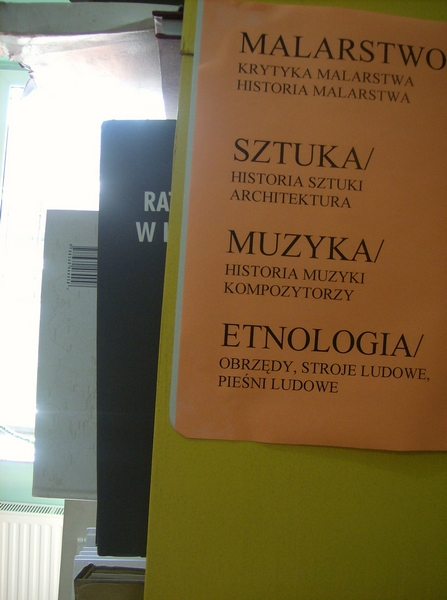 MALARSTWO
KRYTYKA MALARSTWA
HISTORIA MALARSTWA
SZTUKA/
HISTORIA SZTUKI
ARCHITEKTURA
MUZYKA/
HISTORIA MUZYKI
KOMPOZYTORZY
ETNOLOGIA/
OBRZĘDY, STROJE LUDOWE,
PIEŚNI LUDOWE
RAT
W